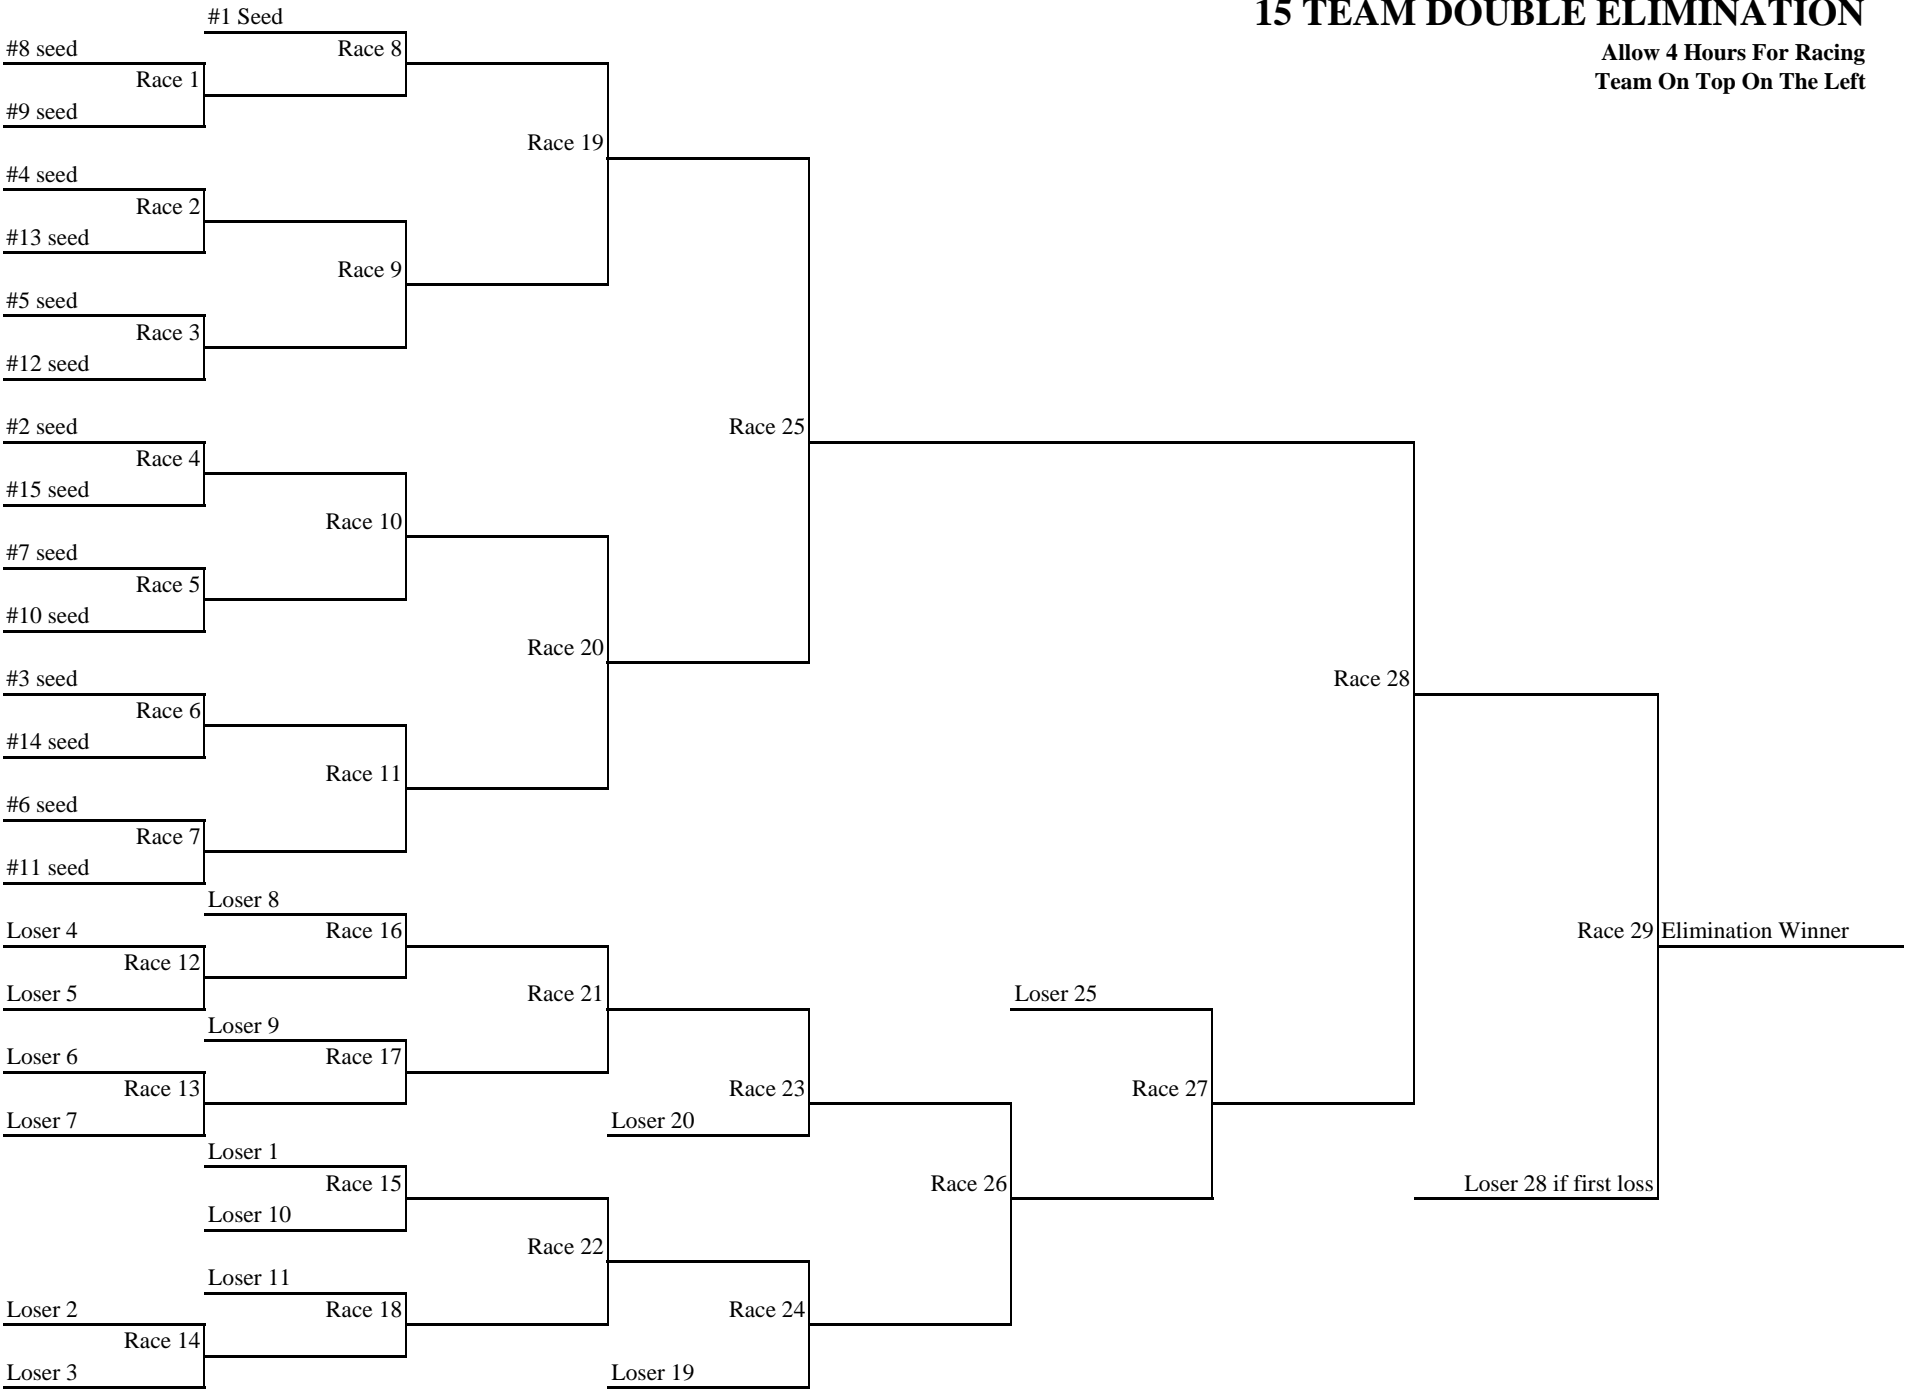 15 TEAM DOUBLE ELIMINATION
Allow 4 Hours For Racing
Team On Top On The Left
#1 Seed
#8 seed
Race 8
Race 1
#9 seed
Race 19
#4 seed
Race 2
#13 seed
Race 9
#5 seed
Race 3
#12 seed
#2 seed
Race 25
Race 4
#15 seed
Race 10
#7 seed
Race 5
#10 seed
Race 20
#3 seed
Race 28
Race 6
#14 seed
Race 11
#6 seed
Race 7
#11 seed
Loser 8
Loser 4
Race 16
Race 29
Elimination Winner
Race 12
Loser 5
Race 21
Loser 25
Loser 9
Loser 6
Race 17
Race 13
Race 23
Race 27
Loser 7
Loser 20
Loser 1
Race 15
Race 26
Loser 28 if first loss
Loser 10
Race 22
Loser 11
Loser 2
Race 18
Race 24
Race 14
Loser 3
Loser 19